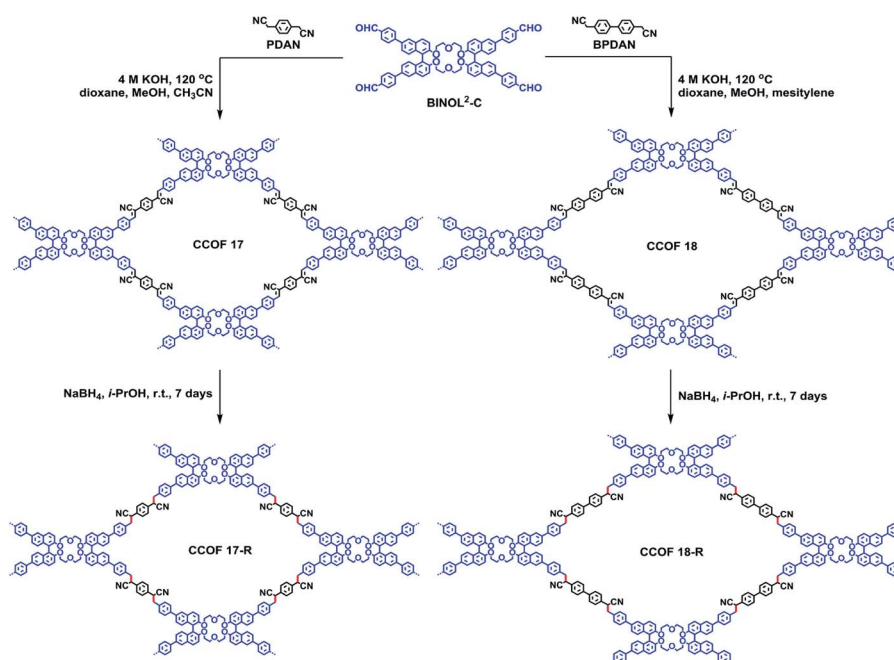 NC
CN
PDAN
4 M KOH, 120 °C
dioxane, MeOH, CH₃CN
OHC
CHO
OHC
CHO
BINOL²-C
NC
CN
BPDAN
4 M KOH, 120 °C
dioxane, MeOH, mesitylene
NC
CN
NC
CN
CCOF 17
NC
CN
NC
CN
NC
CN
NC
CN
CCOF 18
NC
CN
NC
CN
NaBH₄, i-PrOH, r.t., 7 days
NaBH₄, i-PrOH, r.t., 7 days
NC
CN
NC
CN
CCOF 17-R
NC
CN
NC
CN
NC
CN
NC
CN
CCOF 18-R
NC
CN
NC
CN